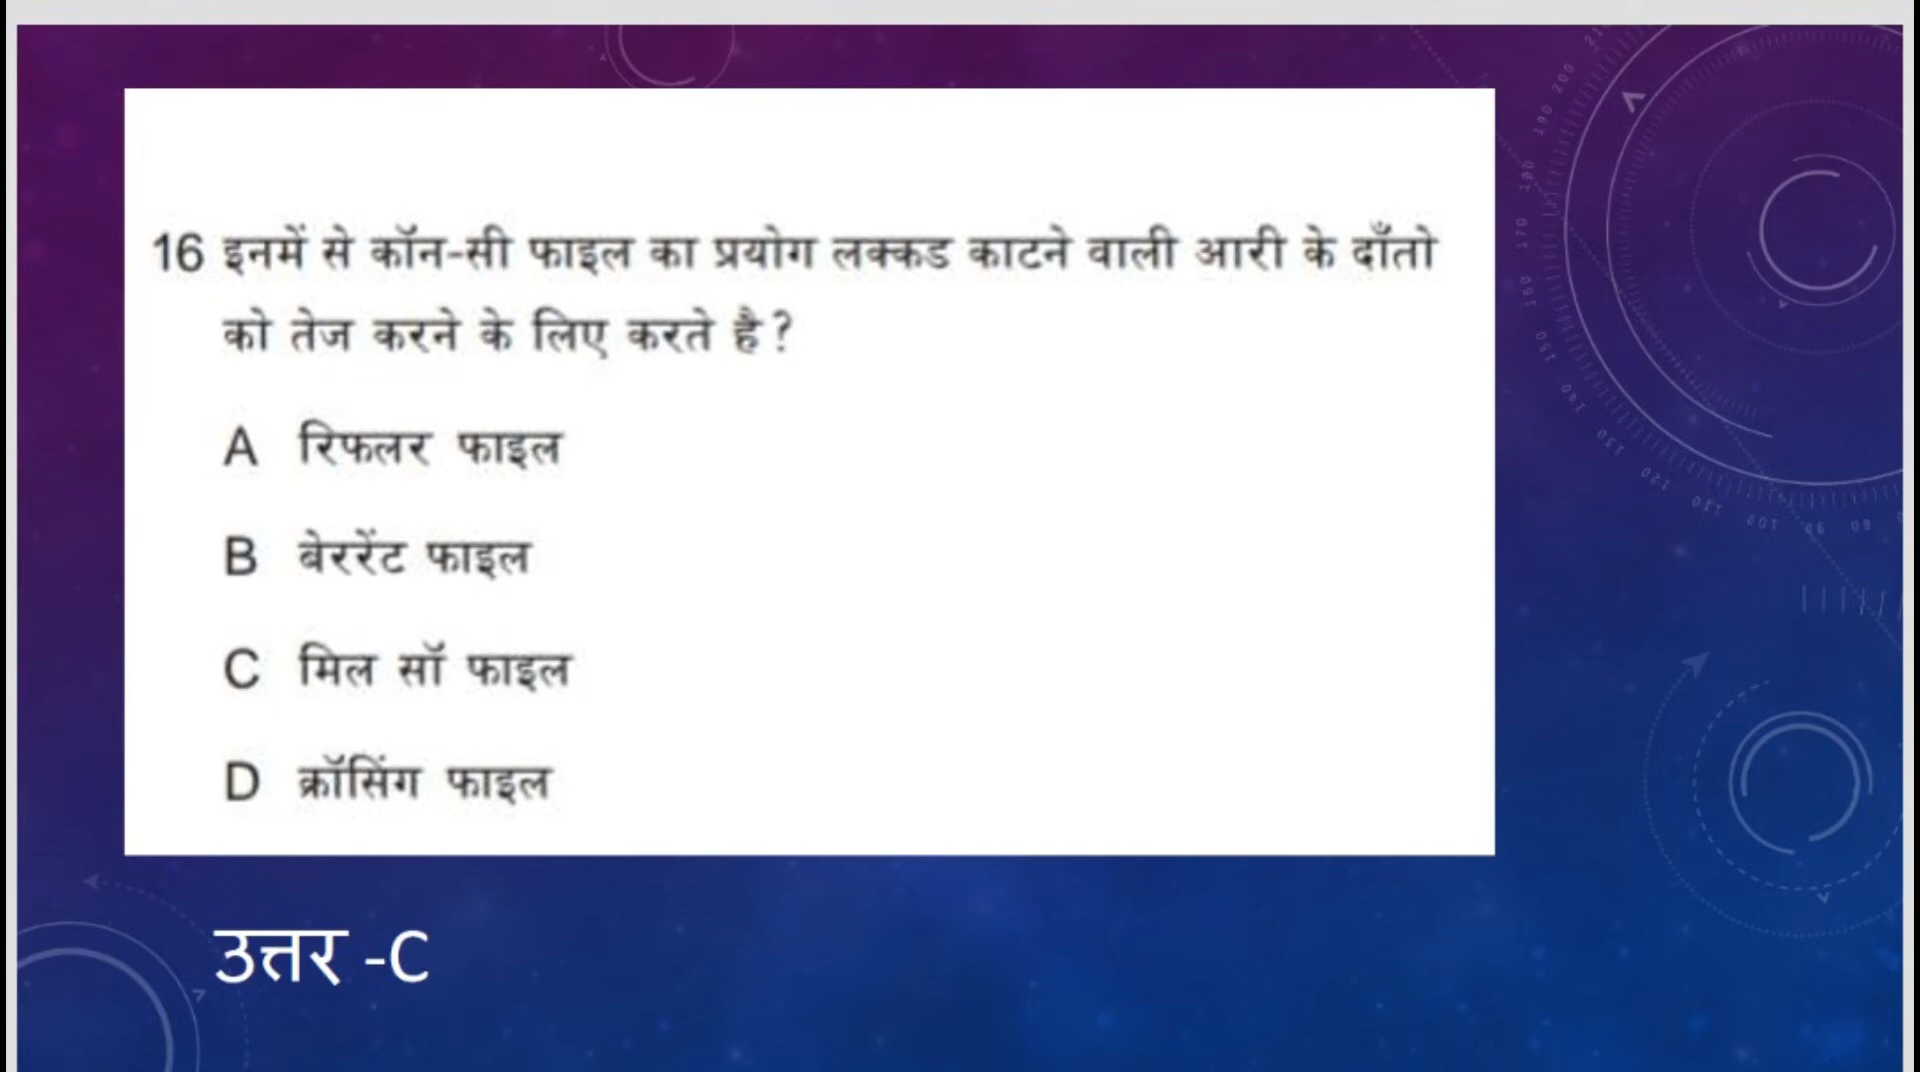 16 इनमें से कॉन-सी फाइल का प्रयोग लक्कड काटने वाली आरी के दाँतो
को तेज करने के लिए करते है ?
A रिफलर फाइल
B बेररेंट फाइल
C मिल सॉ फाइल
D क्रॉसिंग फाइल
उत्तर -C